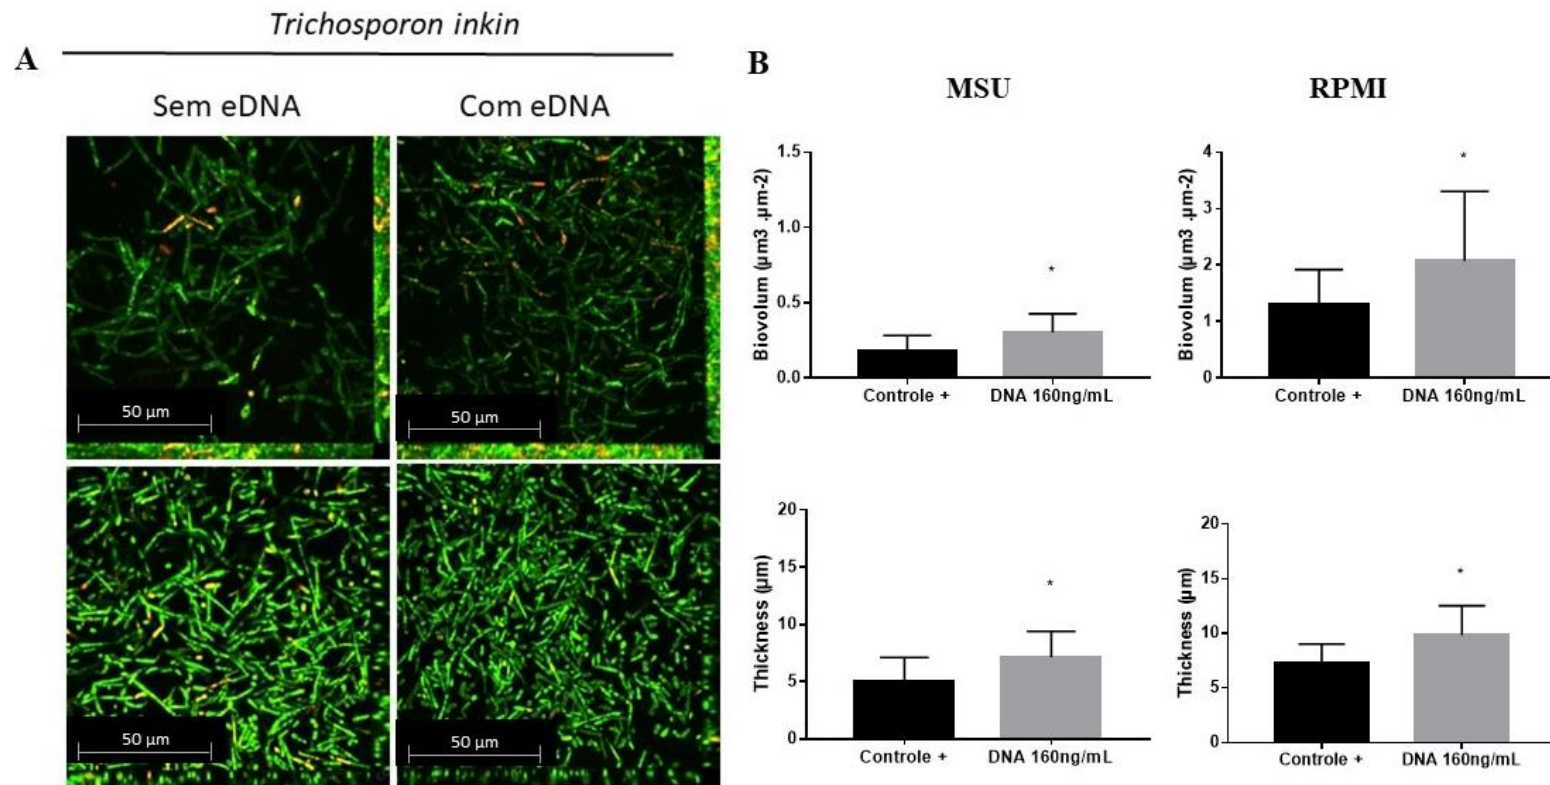 Trichosporon inkin
A
Sem eDNA
Com eDNA
50 µm
50 µm
50 µm
50 µm
B
MSU
RPMI
Biovolum (µm3 .µm-2)
1.5
1.0
0.5
0.0
*
Controle +
DNA 160ng/mL
Biovolum (µm3 .µm-2)
4
3
2
1
0
*
Controle +
DNA 160ng/mL
Thickness (µm)
20
15
10
5
0
*
Controle +
DNA 160ng/mL
Thickness (µm)
20
15
10
5
0
*
Controle +
DNA 160ng/mL